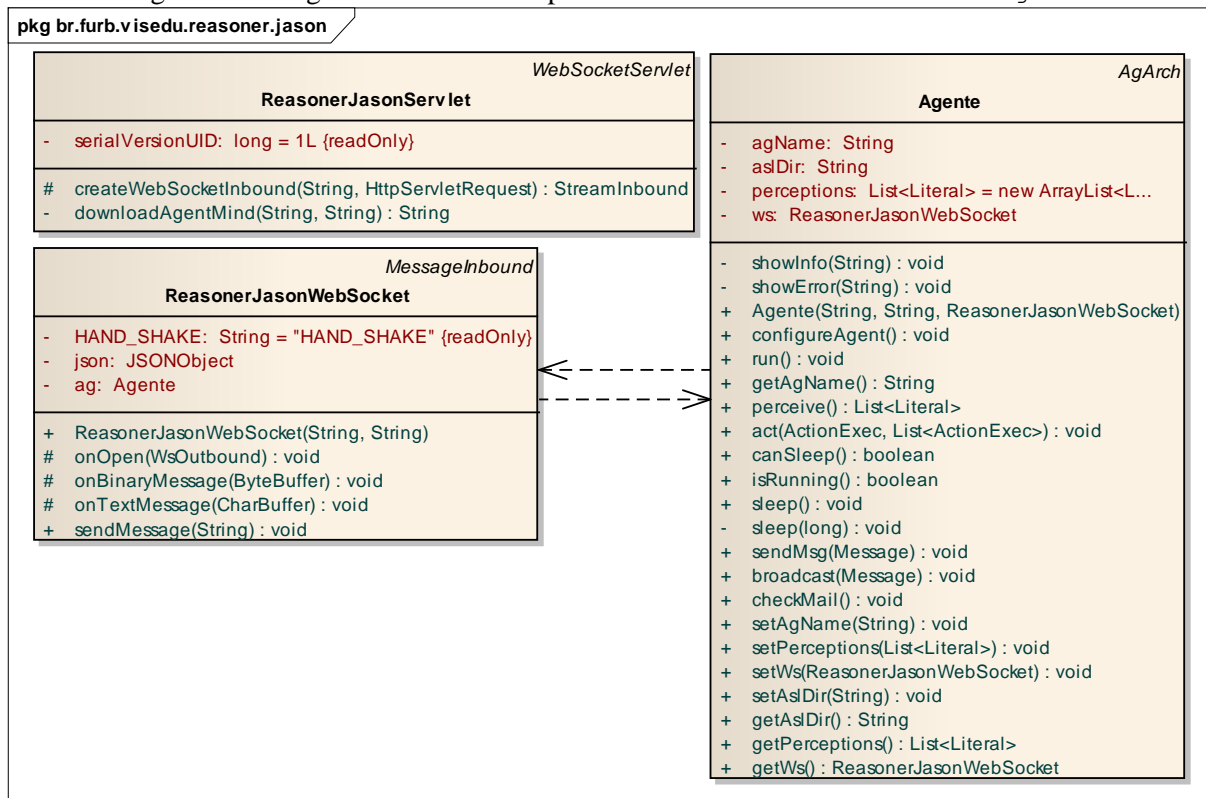 pkg br.furb.visedu.reasoner.jason
WebSocketServlet
ReasonerJasonServlet
- serialVersionUID: long = 1L {readOnly}
# createWebSocketInbound(String, HttpServletRequest) : StreamInbound
- downloadAgentMind(String, String) : String
MessageInbound
ReasonerJasonWebSocket
- HAND_SHAKE: String = "HAND_SHAKE" {readOnly}
- json: JSONObject
- ag: Agente
+ ReasonerJasonWebSocket(String, String)
# onOpen(WsOutbound) : void
# onBinaryMessage(ByteBuffer) : void
# onTextMessage(CharBuffer) : void
+ sendMessage(String) : void
AgArch
Agente
- agName: String
- aslDir: String
- perceptions: List<Literal> = new ArrayList<L...
- ws: ReasonerJasonWebSocket
- showInfo(String) : void
- showError(String) : void
+ Agente(String, String, ReasonerJasonWebSocket)
+ configureAgent() : void
+ run() : void
+ getAgName() : String
+ perceive() : List<Literal>
+ act(ActionExec, List<ActionExec>) : void
+ canSleep() : boolean
+ isRunning() : boolean
+ sleep() : void
- sleep(long) : void
+ sendMsg(Message) : void
+ broadcast(Message) : void
+ checkMail() : void
+ setAgName(String) : void
+ setPerceptions(List<Literal>) : void
+ setWs(ReasonerJasonWebSocket) : void
+ setAslDir(String) : void
+ getAslDir() : String
+ getPerceptions() : List<Literal>
+ getWs() : ReasonerJasonWebSocket